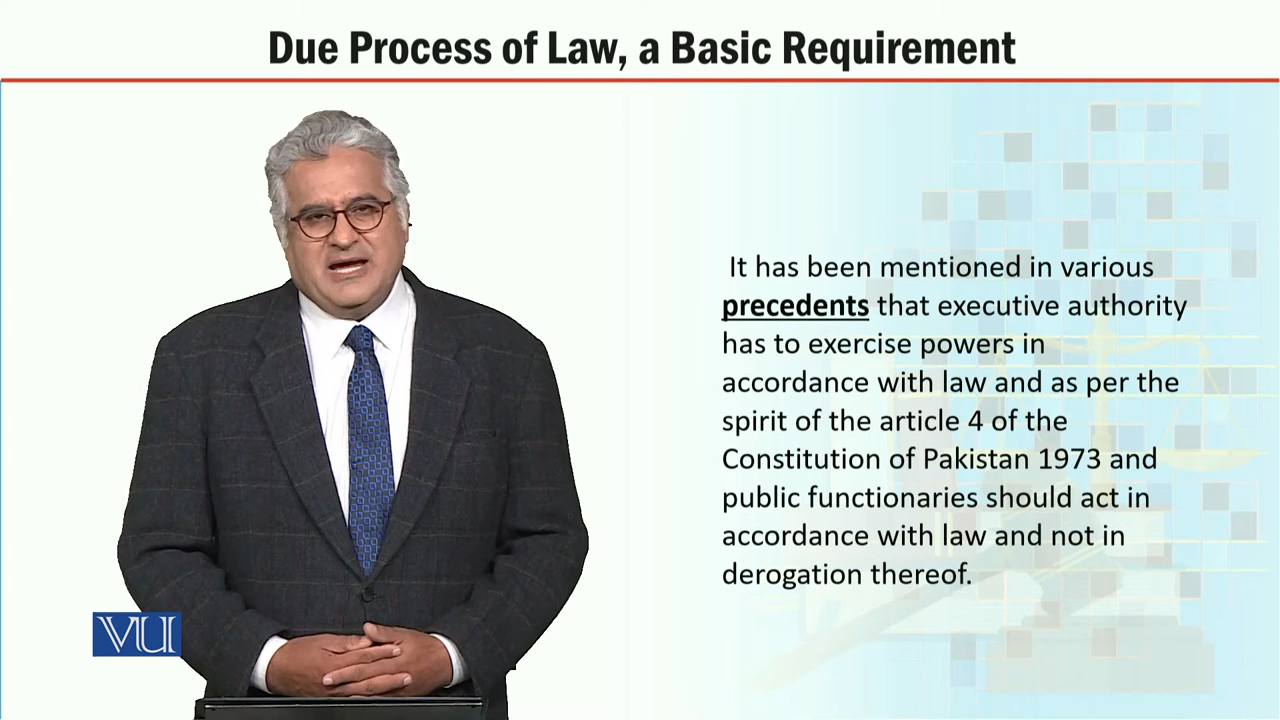 Due Process of Law, a Basic Requirement
It has been mentioned in various
precedents that executive authority
has to exercise powers in
accordance with law and as per the
spirit of the article 4 of the
Constitution of Pakistan 1973 and
public functionaries should act in
accordance with law and not in
derogation thereof.
VU